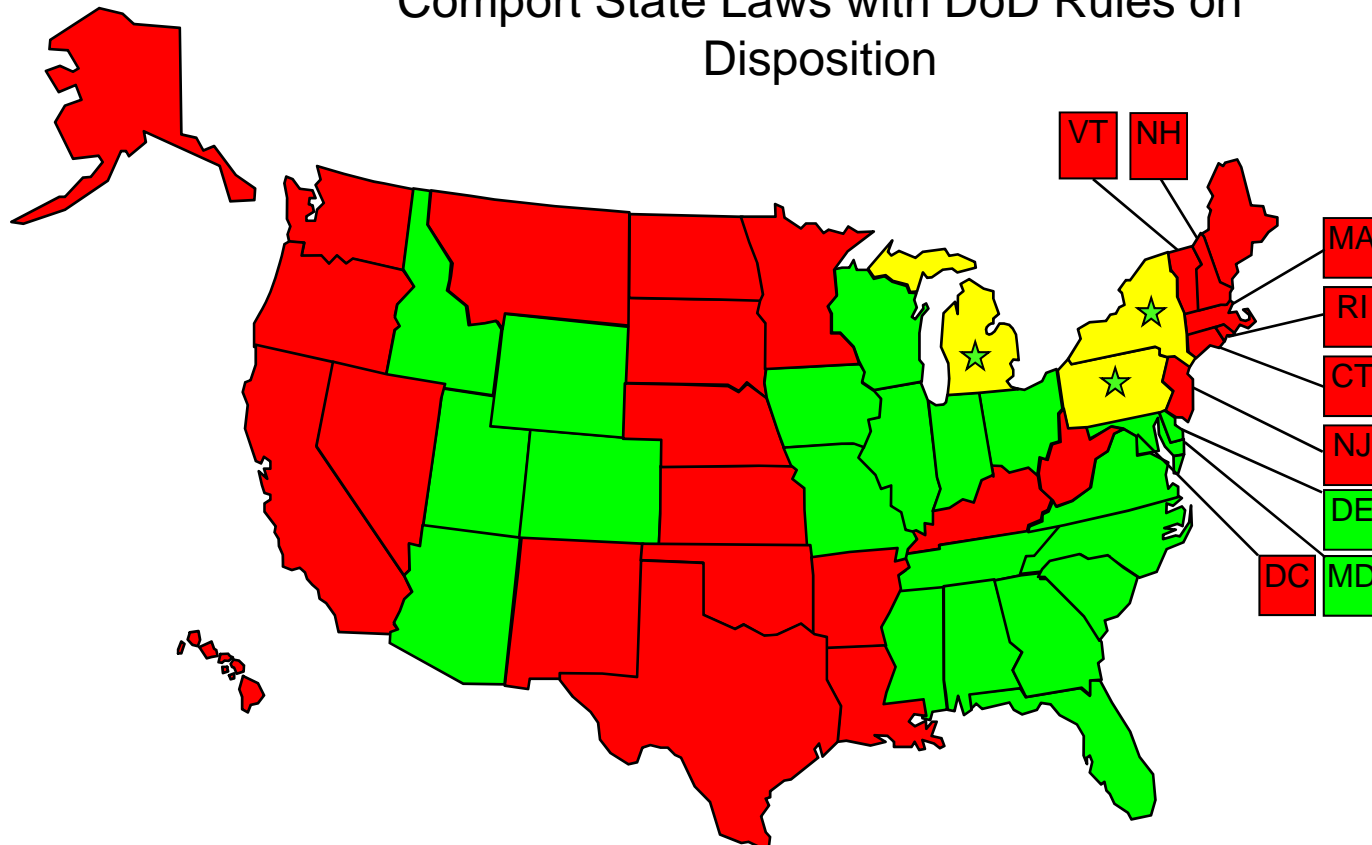 Comport State Laws with DoD Rules on
Disposition
VT NH
MA
RI
CT
NJ
DE
DC MD